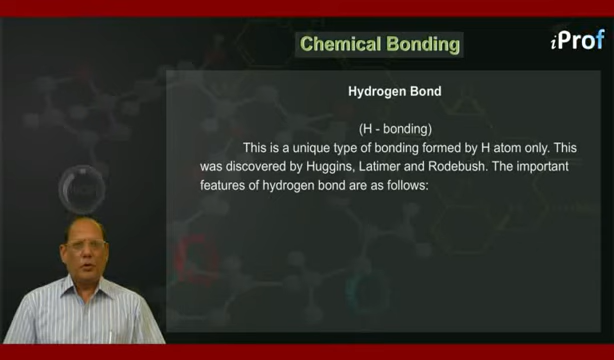 Chemical Bonding
iProf
Hydrogen Bond
(H - bonding)
This is a unique type of bonding formed by H atom only. This
was discovered by Huggins, Latimer and Rodebush. The important
features of hydrogen bond are as follows: